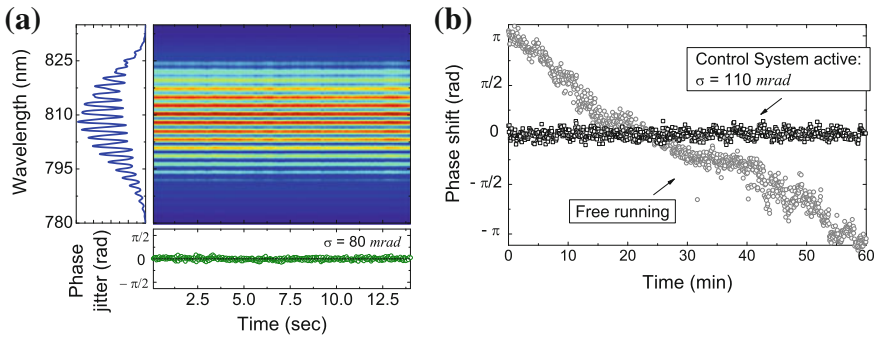 (a)
835
820
810
795
780
Wavelength (nm)
π/2
0
− π/2
Phase
jitter (rad)
σ = 80 mrad
2.5
5.0
7.5
10.0
12.5
Time (sec)
(b)
π
π/2
0
- π/2
- π
Phase shift (rad)
Control System active:
σ = 110 mrad
Free running
0
10
20
30
40
50
60
Time (min)